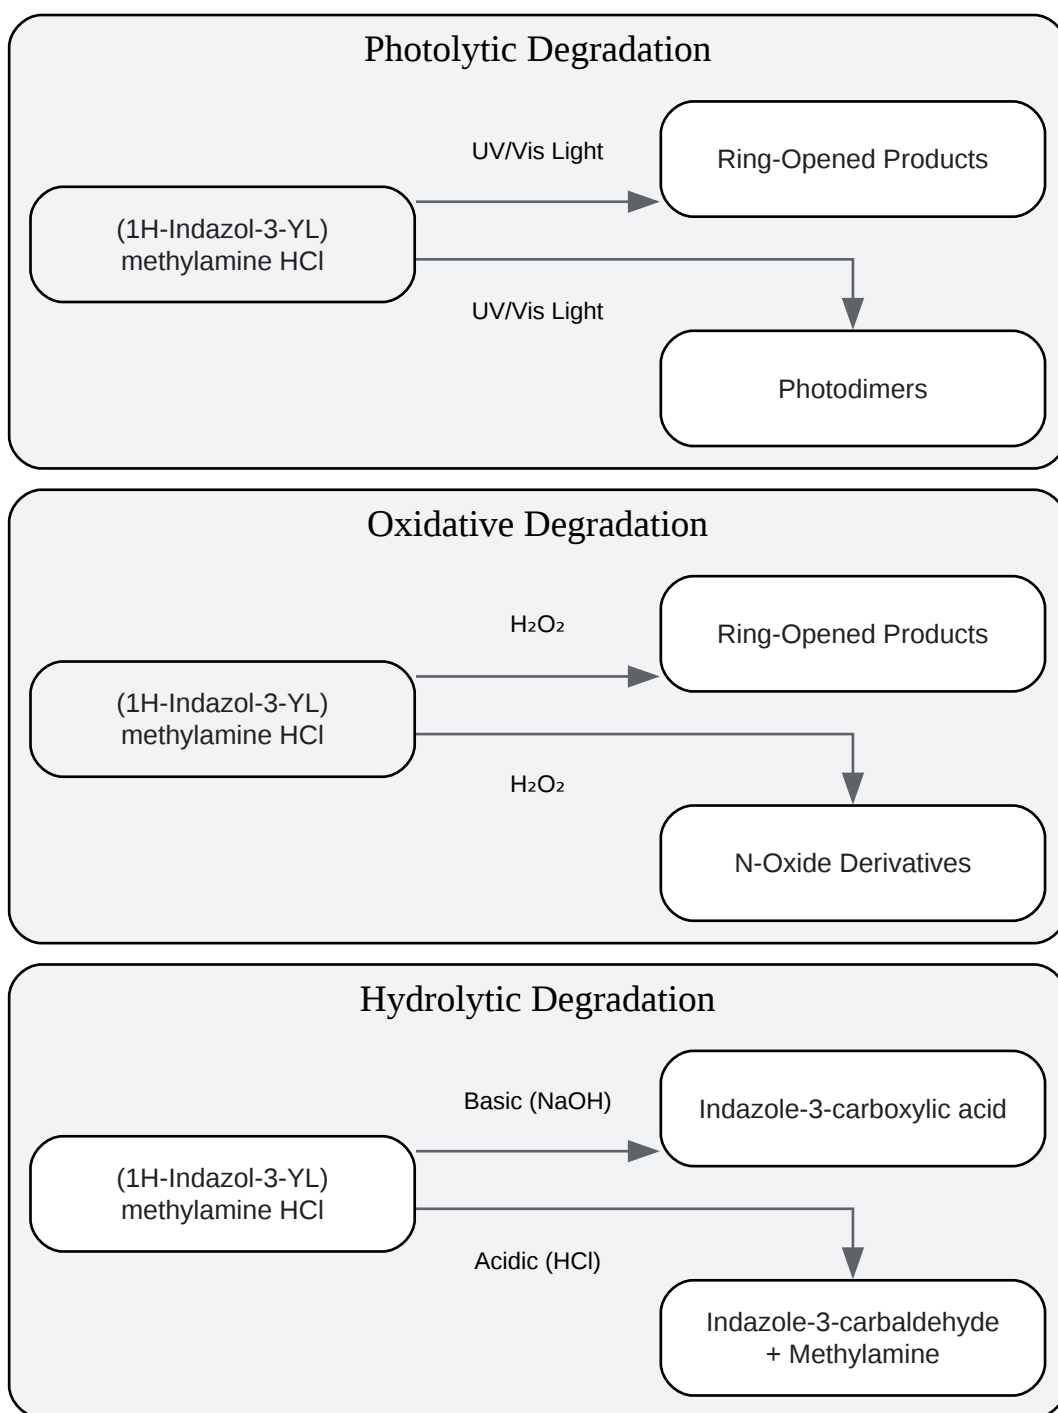 Photolytic Degradation
UV/Vis Light
Ring-Opened Products
(1H-Indazol-3-YL)
methylamine HCl
UV/Vis Light
Photodimers
Oxidative Degradation
H₂O₂
Ring-Opened Products
(1H-Indazol-3-YL)
methylamine HCl
H₂O₂
N-Oxide Derivatives
Hydrolytic Degradation
Basic (NaOH)
Indazole-3-carboxylic acid
(1H-Indazol-3-YL)
methylamine HCl
Acidic (HCl)
Indazole-3-carbaldehyde
+ Methylamine